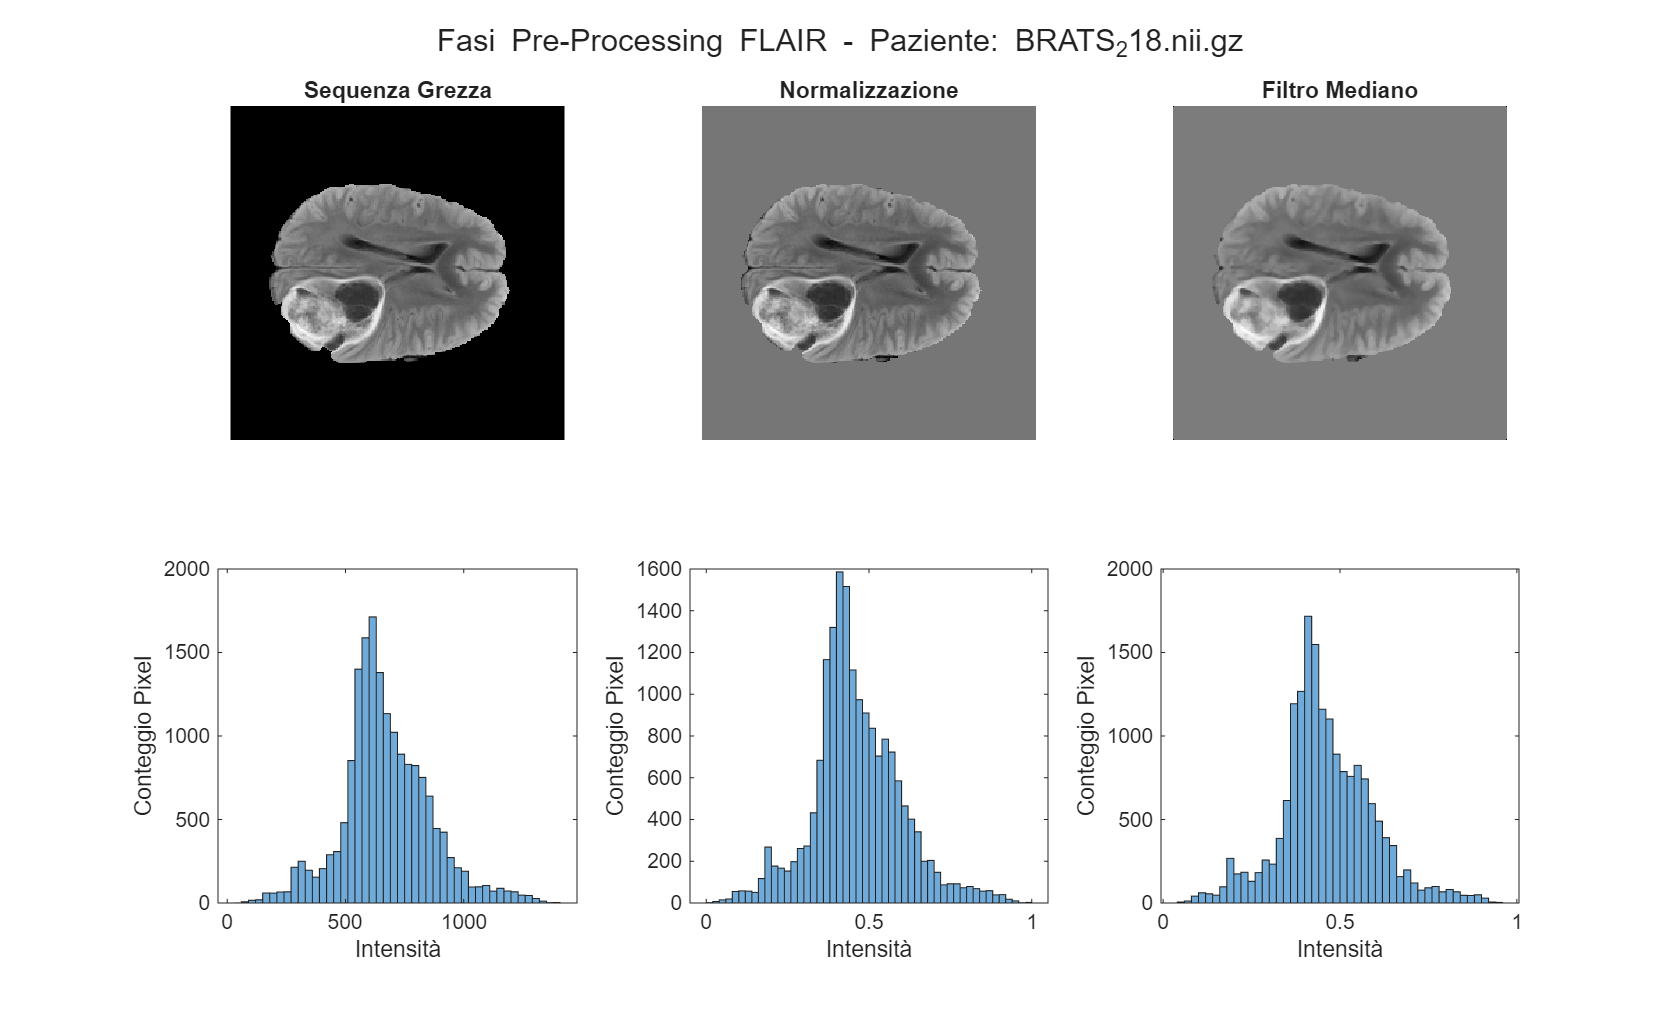 Fasi Pre-Processing FLAIR - Paziente: BRATS₂18.nii.gz
Sequenza Grezza
Normalizzazione
Filtro Mediano
2000
1500
1000
500
0
Conteggio Pixel
0 500 1000
Intensità
1600
1400
1200
1000
800
600
400
200
0
Conteggio Pixel
0 0.5 1
Intensità
2000
1500
1000
500
0
Conteggio Pixel
0 0.5 1
Intensità